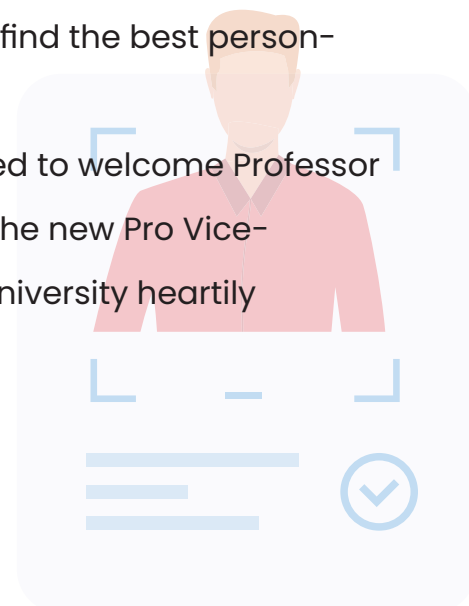 find the best person-
ed to welcome Professor
he new Pro Vice-
niversity heartily